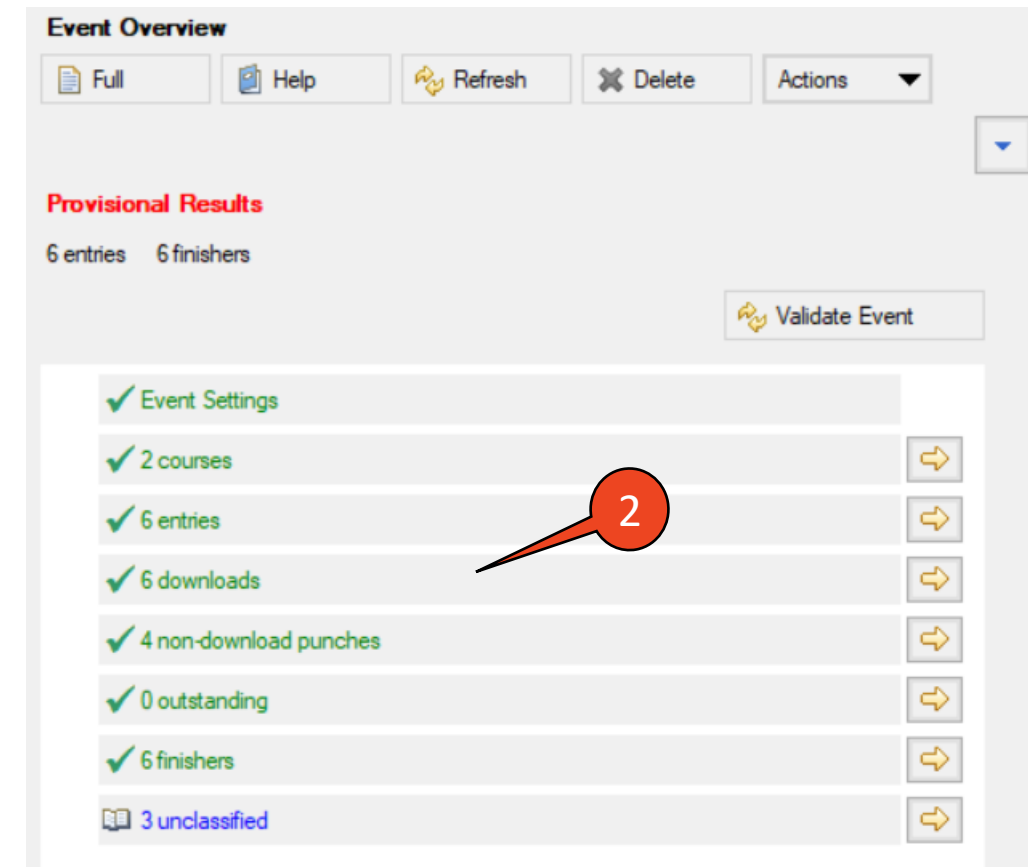 Event Overview
Full Help Refresh Delete Actions
Provisional Results
6 entries 6 finishers
Validate Event
Event Settings
2 courses
6 entries
2
6 downloads
4 non-download punches
0 outstanding
6 finishers
3 unclassified